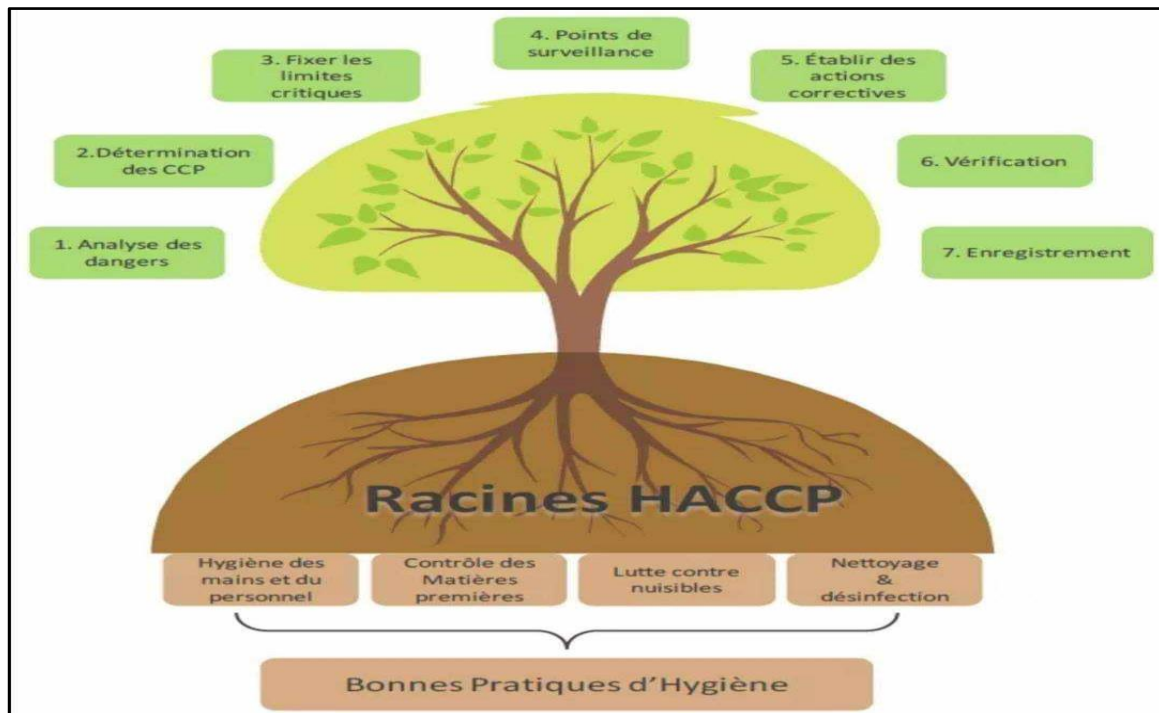 4. Points de
surveillance
3. Fixer les
limites
critiques
5. Établir des
actions
correctives
2.Détermination
des CCP
6. Vérification
1. Analyse des
dangers
7. Enregistrement
Racines HACCP
Hygiène des
mains et du
personnel
Contrôle des
Matières
premières
Lutte contre
nuisibles
Nettoyage
&
désinfection
Bonnes Pratiques d'Hygiène